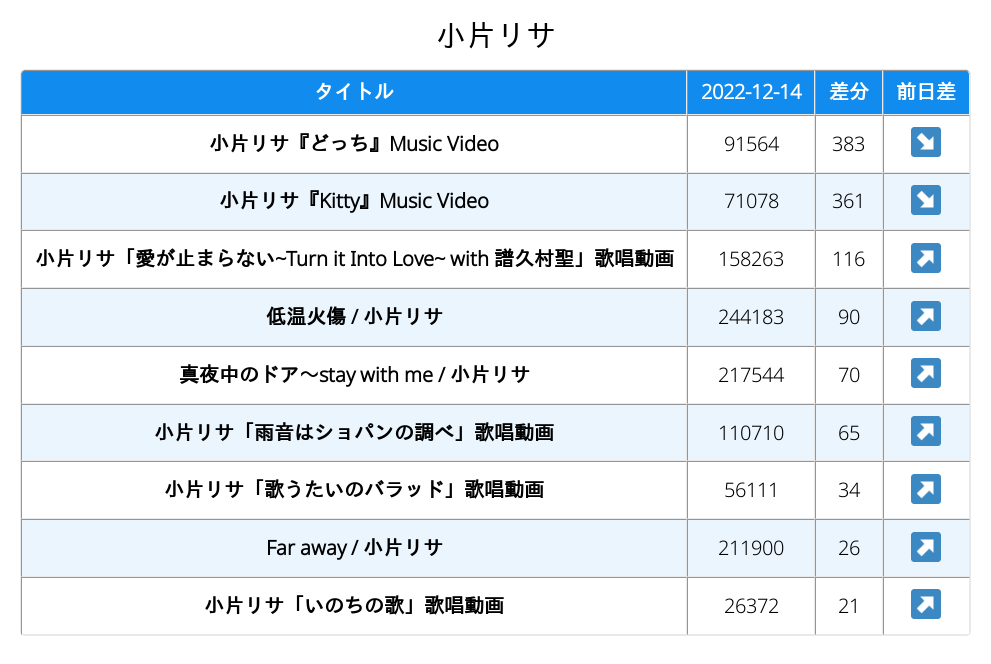 小片リサ
タイトル 2022-12-14 差分 前日差
小片リサ『どっち』Music Video 91564 383 ↘
小片リサ『Kitty』Music Video 71078 361 ↘
小片リサ「愛が止まらない~Turn it Into Love~ with 譜久村聖」歌唱動画 158263 116 ↗
低温火傷 / 小片リサ 244183 90 ↗
真夜中のドア〜stay with me / 小片リサ 217544 70 ↗
小片リサ「雨音はショパンの調べ」歌唱動画 110710 65 ↗
小片リサ「歌うたいのバラッド」歌唱動画 56111 34 ↗
Far away / 小片リサ 211900 26 ↗
小片リサ「いのちの歌」歌唱動画 26372 21 ↗